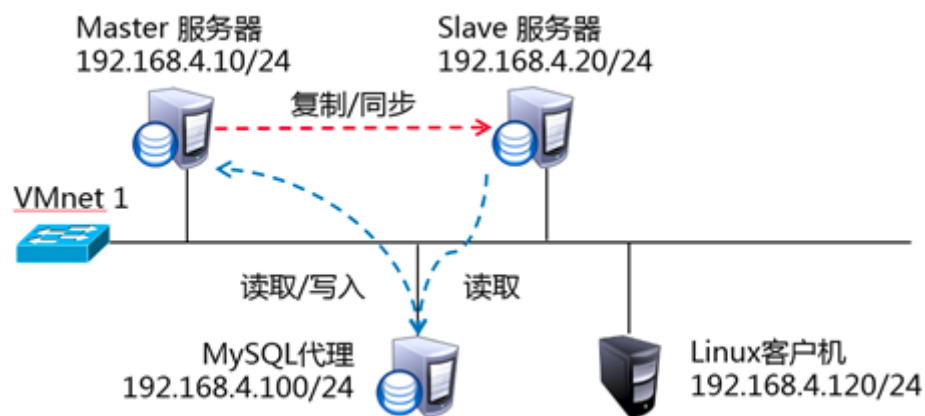 Master 服务器
192.168.4.10/24
Slave 服务器
192.168.4.20/24
复制/同步
VMnet 1
读取/写入
读取
MySQL代理
192.168.4.100/24
Linux客户机
192.168.4.120/24